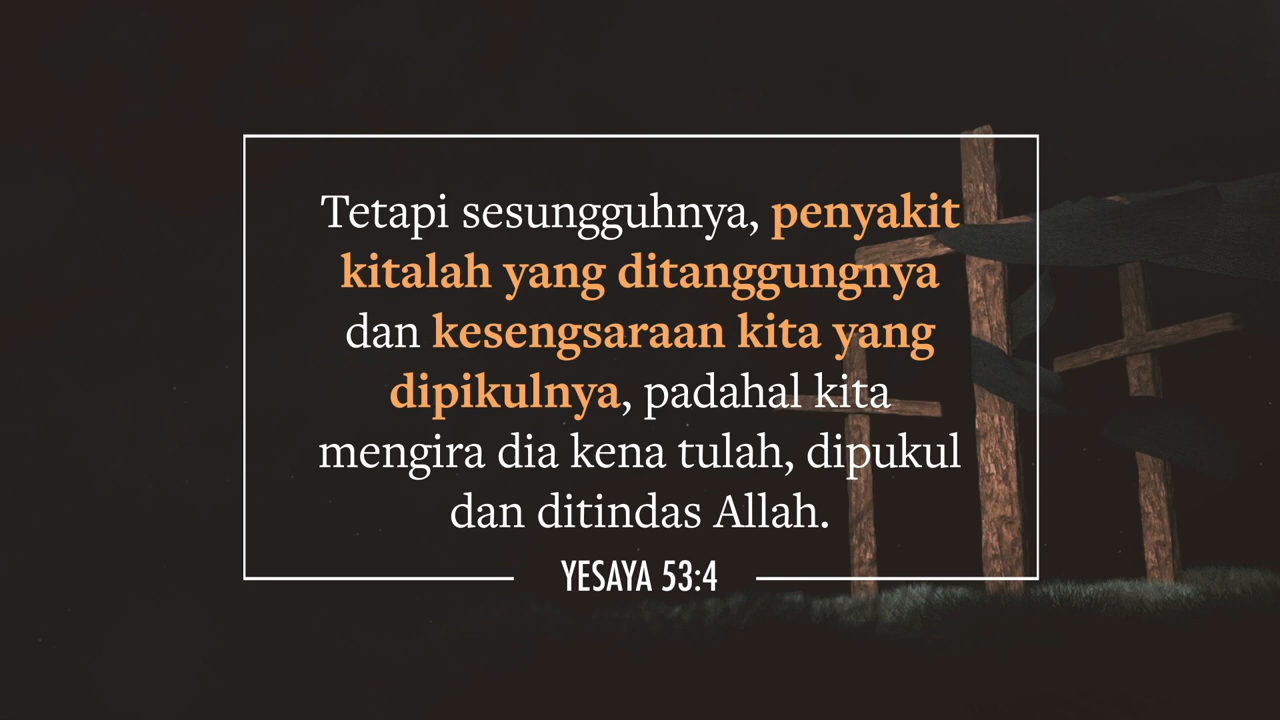 Tetapi sesungguhnya, penyakit
kitalah yang ditanggungnya
dan kesengsaraan kita yang
dipikulnya, padahal kita
mengira dia kena tulah, dipukul
dan ditindas Allah.
YESAYA 53:4